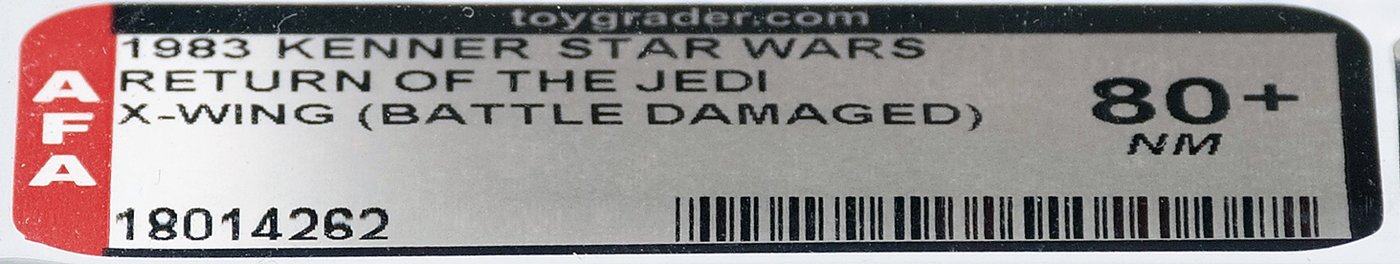 toygrader.com
AFA
1983 KENNER STAR WARS
RETURN OF THE JEDI
X-WING (BATTLE DAMAGED)
80+
NM
18014262